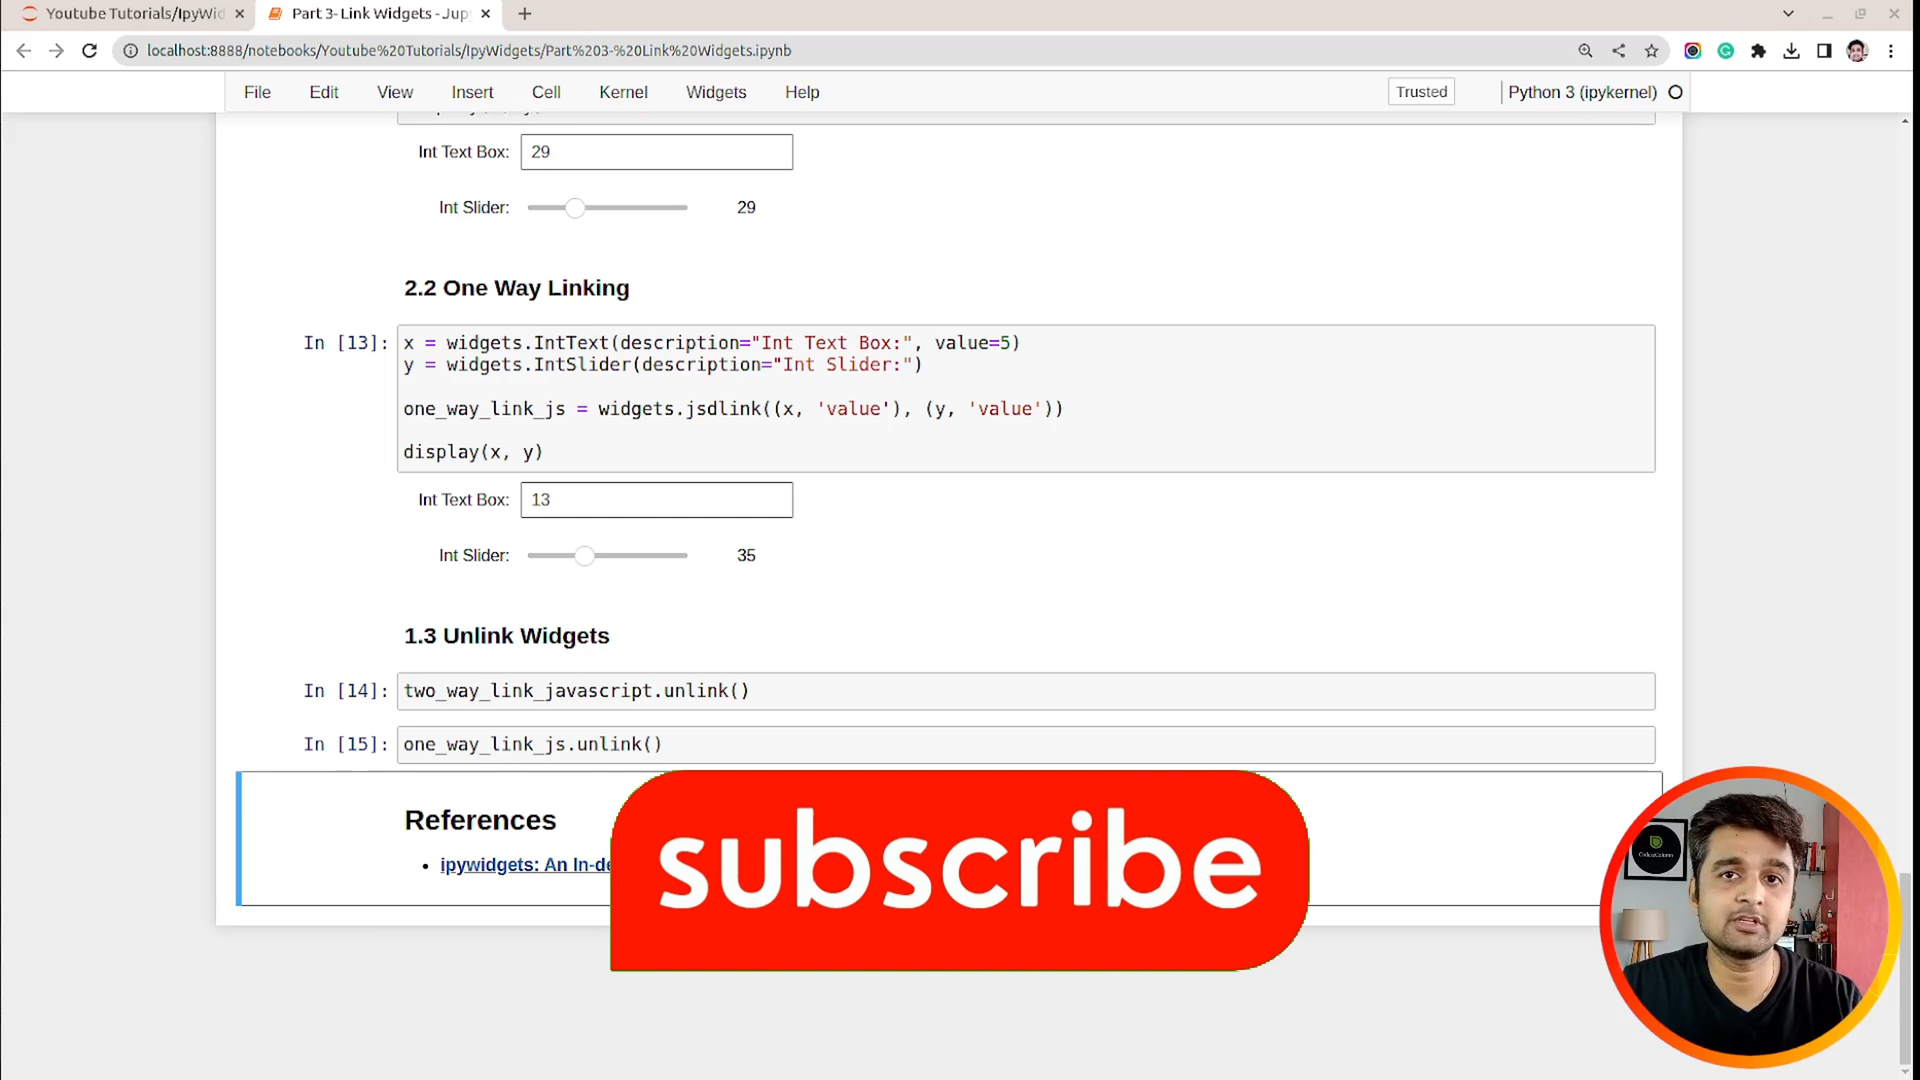 Youtube Tutorials/IpyWid
Part 3- Link Widgets - Jup
localhost:8888/notebooks/Youtube%20Tutorials/IpyWidgets/Part%203-%20Link%20Widgets.ipynb
File Edit View Insert Cell Kernel Widgets Help
Trusted
Python 3 (ipykernel)
Int Text Box: 29
Int Slider: 29
2.2 One Way Linking
In [13]: x = widgets.IntText(description="Int Text Box:", value=5)
y = widgets.IntSlider(description="Int Slider:")
one_way_link_js = widgets.jsdlink((x, 'value'), (y, 'value'))
display(x, y)
Int Text Box: 13
Int Slider: 35
1.3 Unlink Widgets
In [14]: two_way_link_javascript.unlink()
In [15]: one_way_link_js.unlink()
References
ipywidgets: An In-de
subscribe